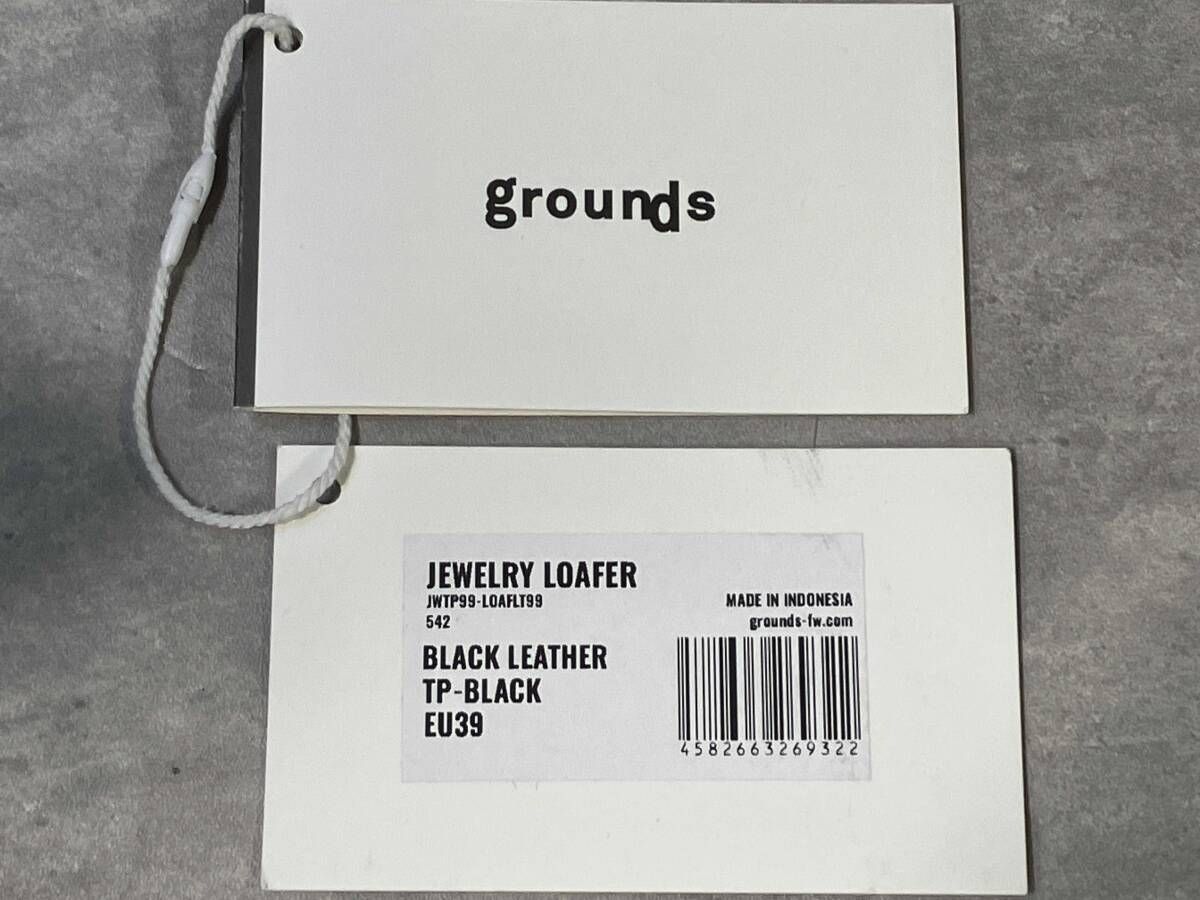 grounds
JEWELRY LOAFER
JWTP99-LOAFLT99
542
MADE IN INDONESIA
grounds-fw.com
BLACK LEATHER
TP-BLACK
EU39
4582663269322